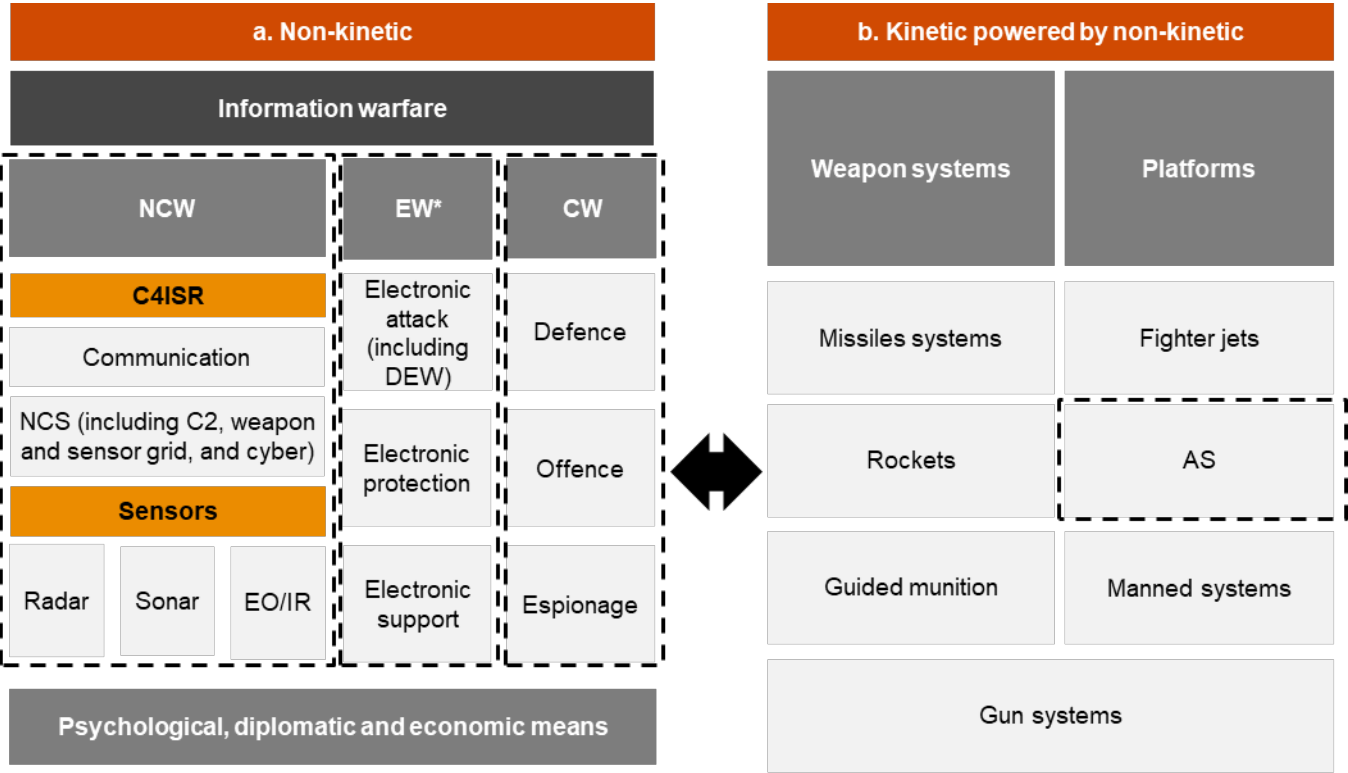 a. Non-kinetic
Information warfare
NCW
C4ISR
Communication
NCS (including C2, weapon
and sensor grid, and cyber)
Sensors
Radar
Sonar
EO/IR
EW*
Electronic
attack
(including
DEW)
Electronic
protection
Electronic
support
CW
Defence
Offence
Espionage
Psychological, diplomatic and economic means
b. Kinetic powered by non-kinetic
Weapon systems
Missiles systems
Rockets
Guided munition
Platforms
Fighter jets
AS
Manned systems
Gun systems